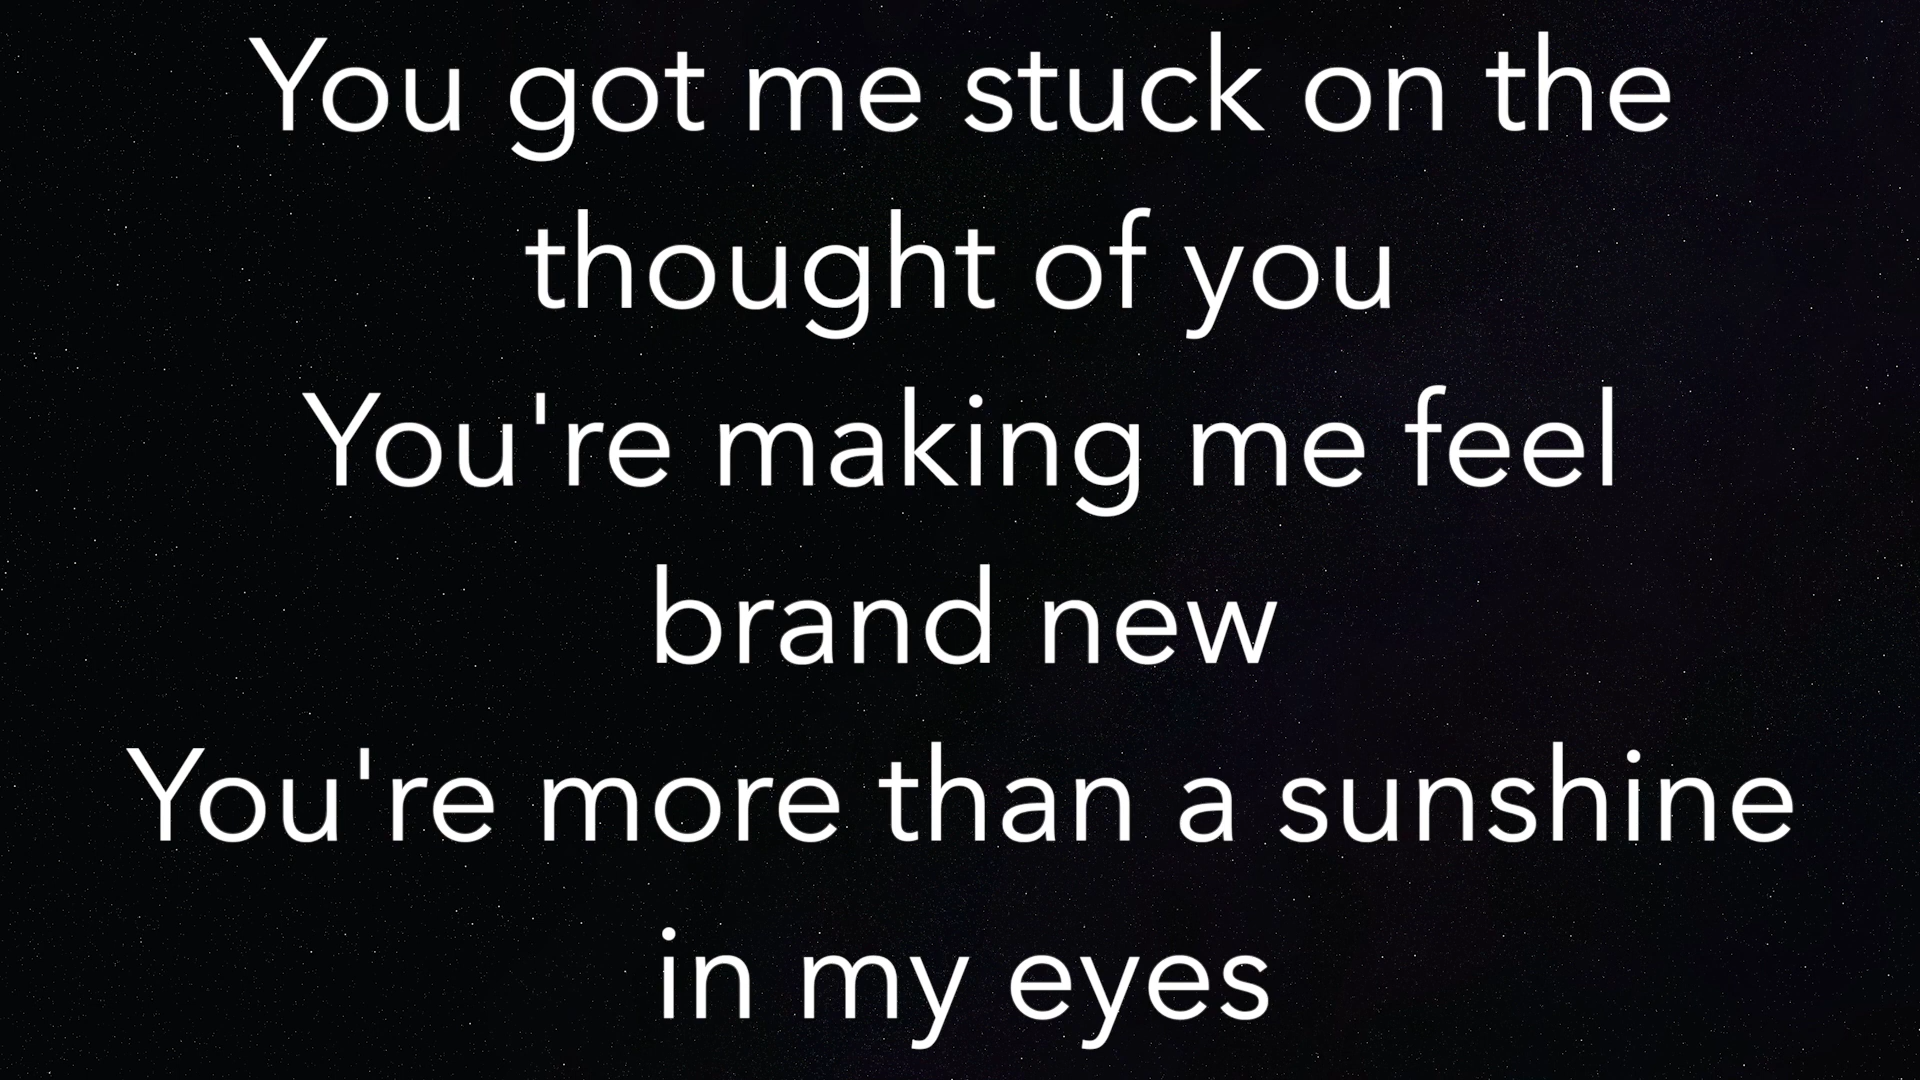 You got me stuck on the
thought of you
You're making me feel
brand new
You're more than a sunshine
in my eyes